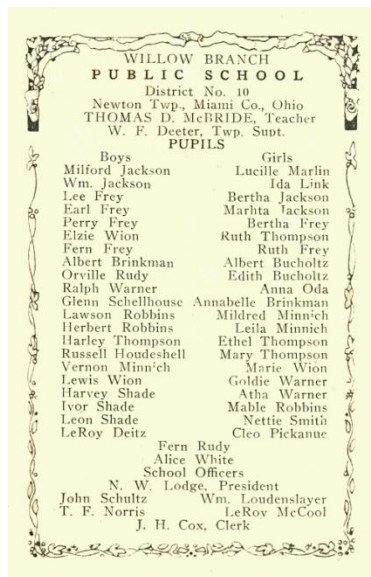 WILLOW BRANCH
PUBLIC SCHOOL
District No. 10
Newton Twp., Miami Co., Ohio
THOMAS D. McBRIDE, Teacher
W. F. Deeter, Twp. Supt.
PUPILS
Boys Girls
Milford Jackson Lucille Marlin
Wm. Jackson Ida Link
Lee Frey Bertha Jackson
Earl Frey Marhta Jackson
Perry Frey Bertha Frey
Elzie Wion Ruth Thompson
Fern Frey Ruth Frey
Albert Brinkman Albert Bucholtz
Orville Rudy Edith Bucholtz
Ralph Warner Anna Oda
Glenn Schellhouse Annabelle Brinkman
Lawson Robbins Mildred Minnich
Herbert Robbins Leila Minnich
Harley Thompson Ethel Thompson
Russell Houdeshell Mary Thompson
Vernon Minnich Marie Wion
Lewis Wion Goldie Warner
Harvey Shade Atha Warner
Ivor Shade Mable Robbins
Leon Shade Nettie Smith
LeRoy Deitz Cleo Pickanue
Fern Rudy
Alice White
School Officers
N. W. Lodge, President
John Schultz Wm. Loudenslayer
T. F. Norris LeRoy McCool
J. H. Cox, Clerk